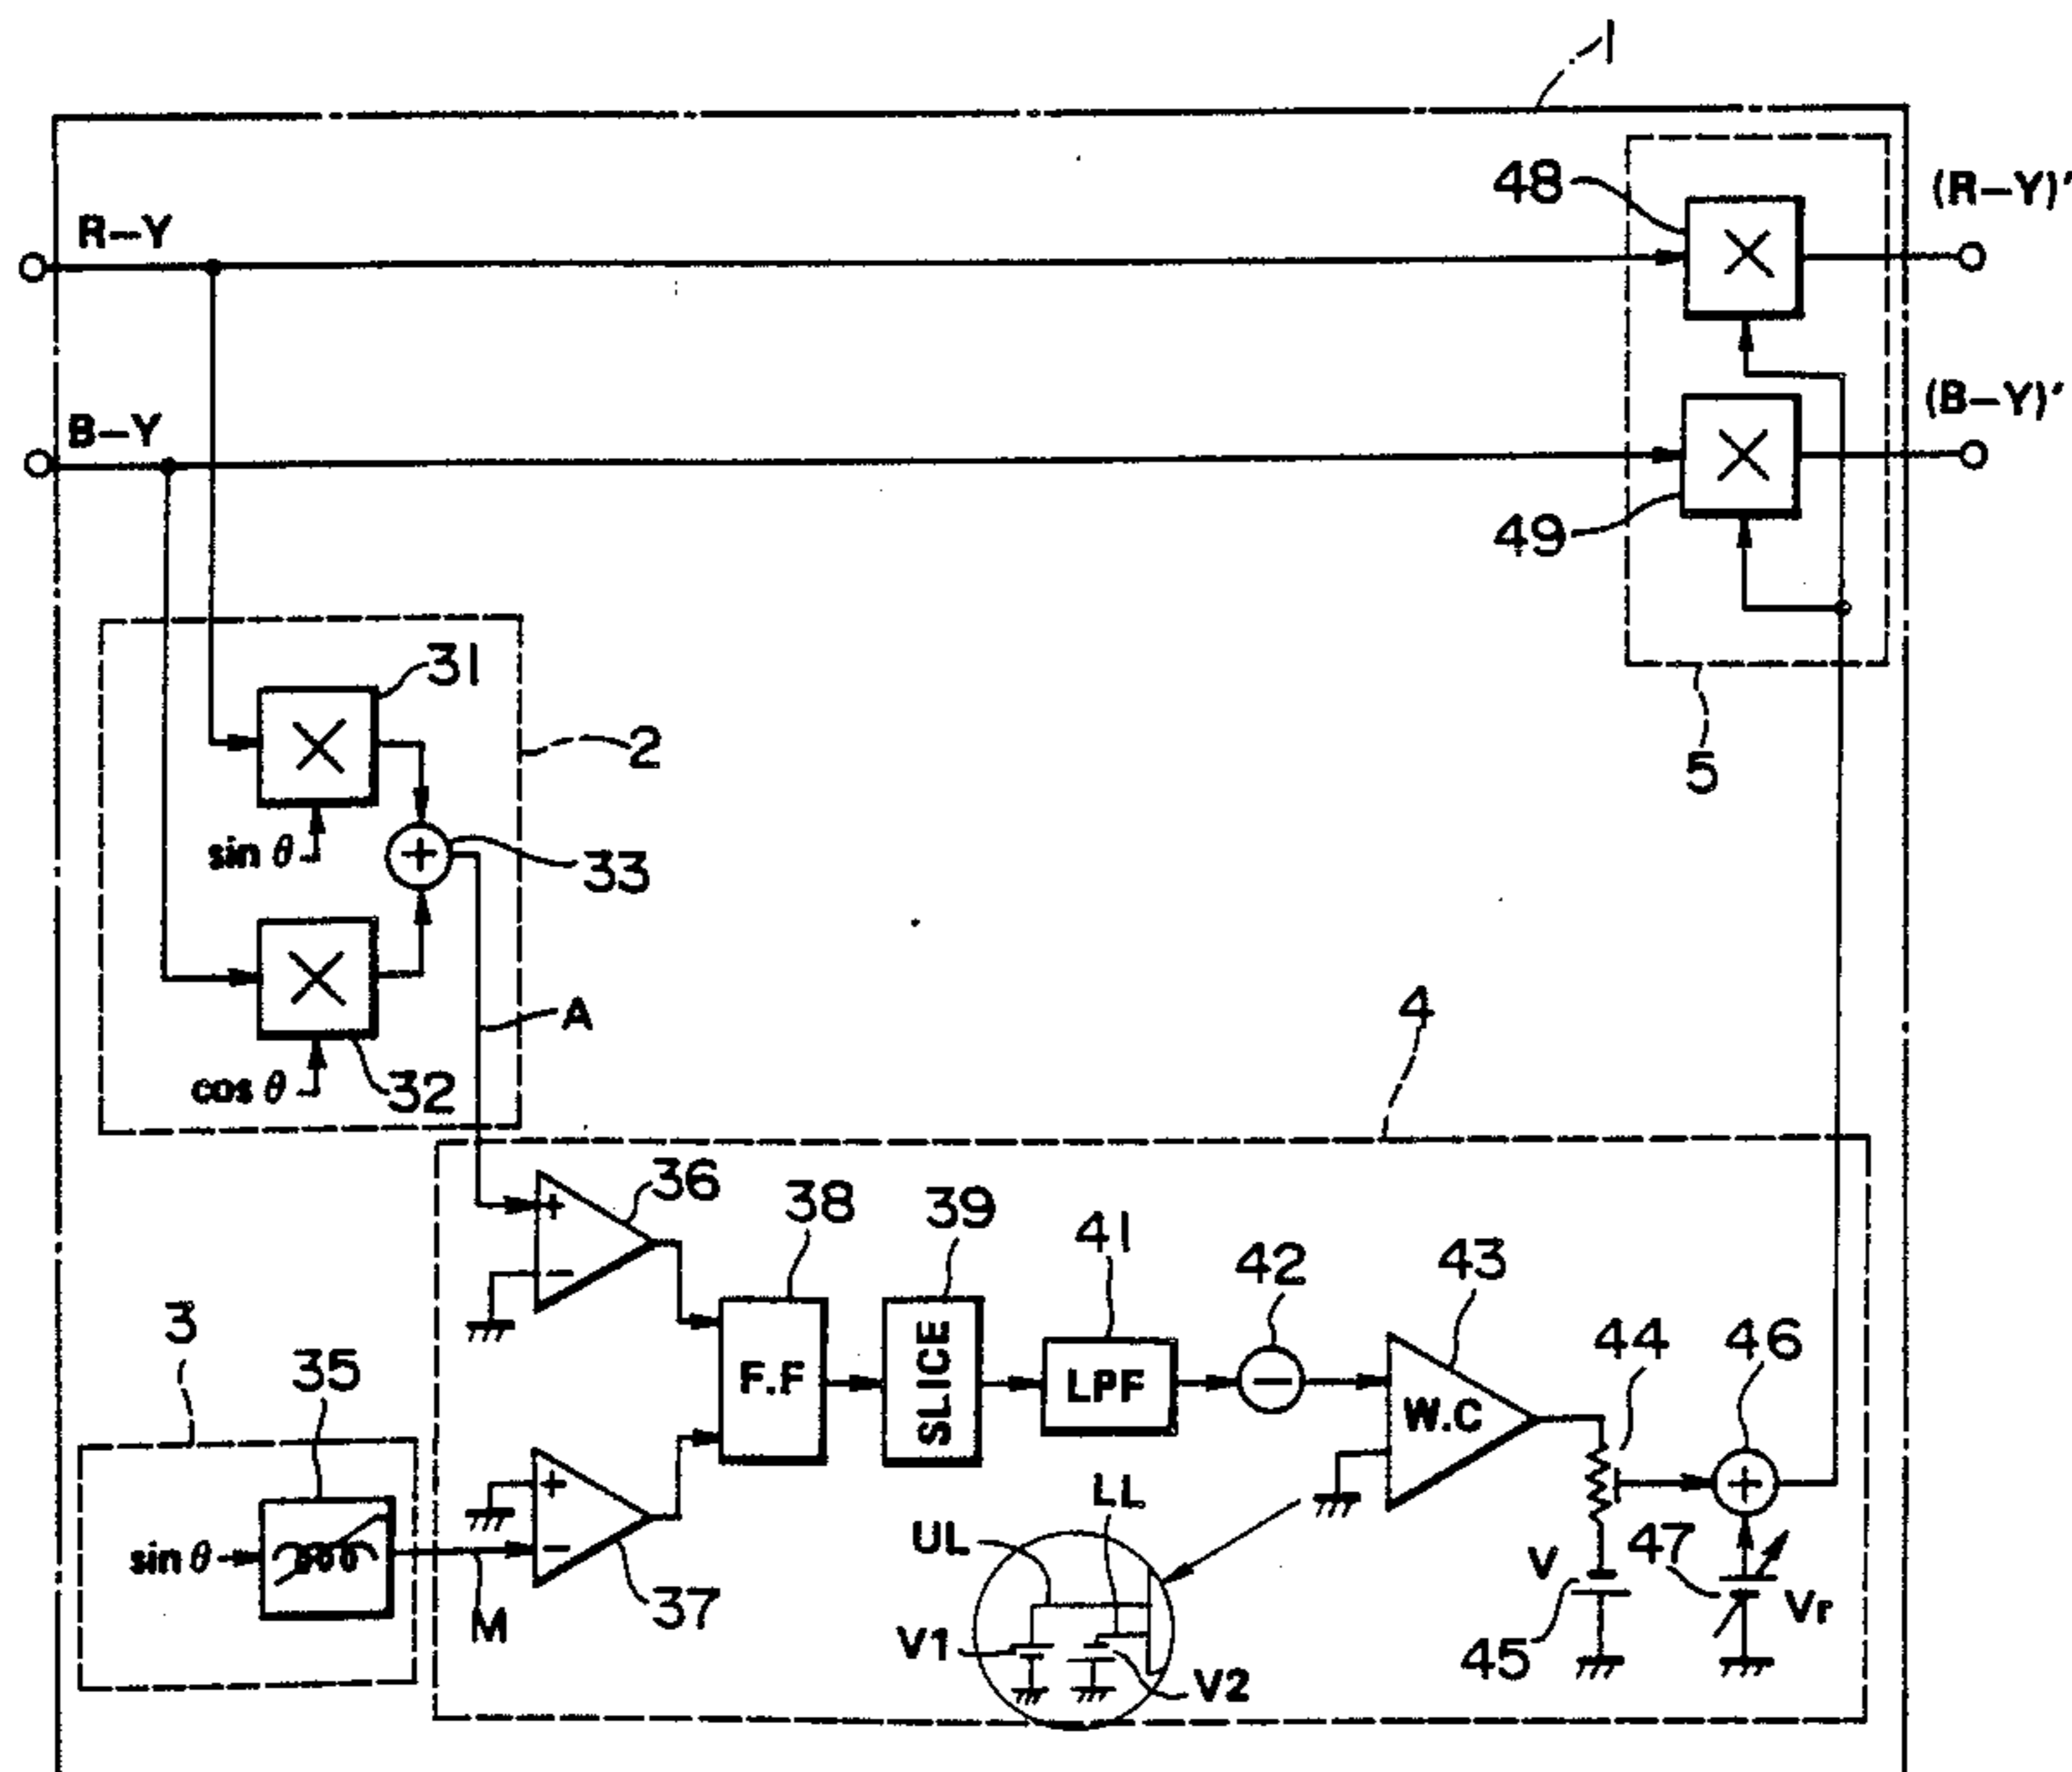 1
48
(R-Y)'
R-Y
(B-Y)'
B-Y
49
31
2
5
sin θ
33
4
A
cos θ
32
36
38
39
41
42
43
44
46
+
-
F.F
SLICE
LPF
W.C
3
35
+
-
sin θ
M
37
UL
LL
V1
V2
V
45
47
Vr